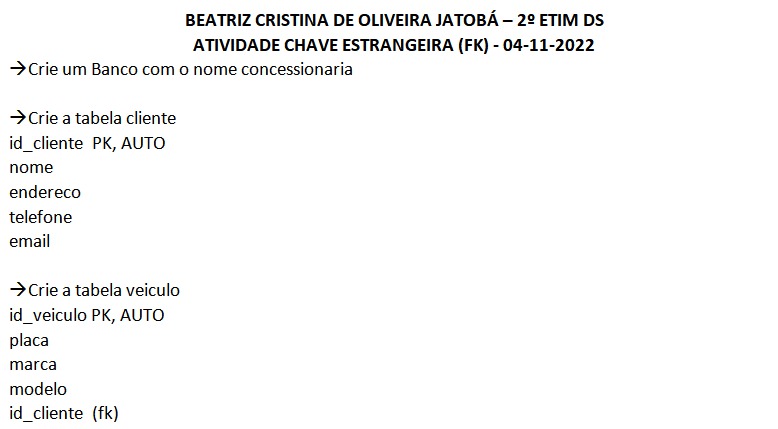 BEATRIZ CRISTINA DE OLIVEIRA JATOBÁ – 2º ETIM DS
ATIVIDADE CHAVE ESTRANGEIRA (FK) - 04-11-2022
→Crie um Banco com o nome concessionaria
→Crie a tabela cliente
id_cliente  PK, AUTO
nome
endereco
telefone
email
→Crie a tabela veiculo
id_veiculo PK, AUTO
placa
marca
modelo
id_cliente  (fk)